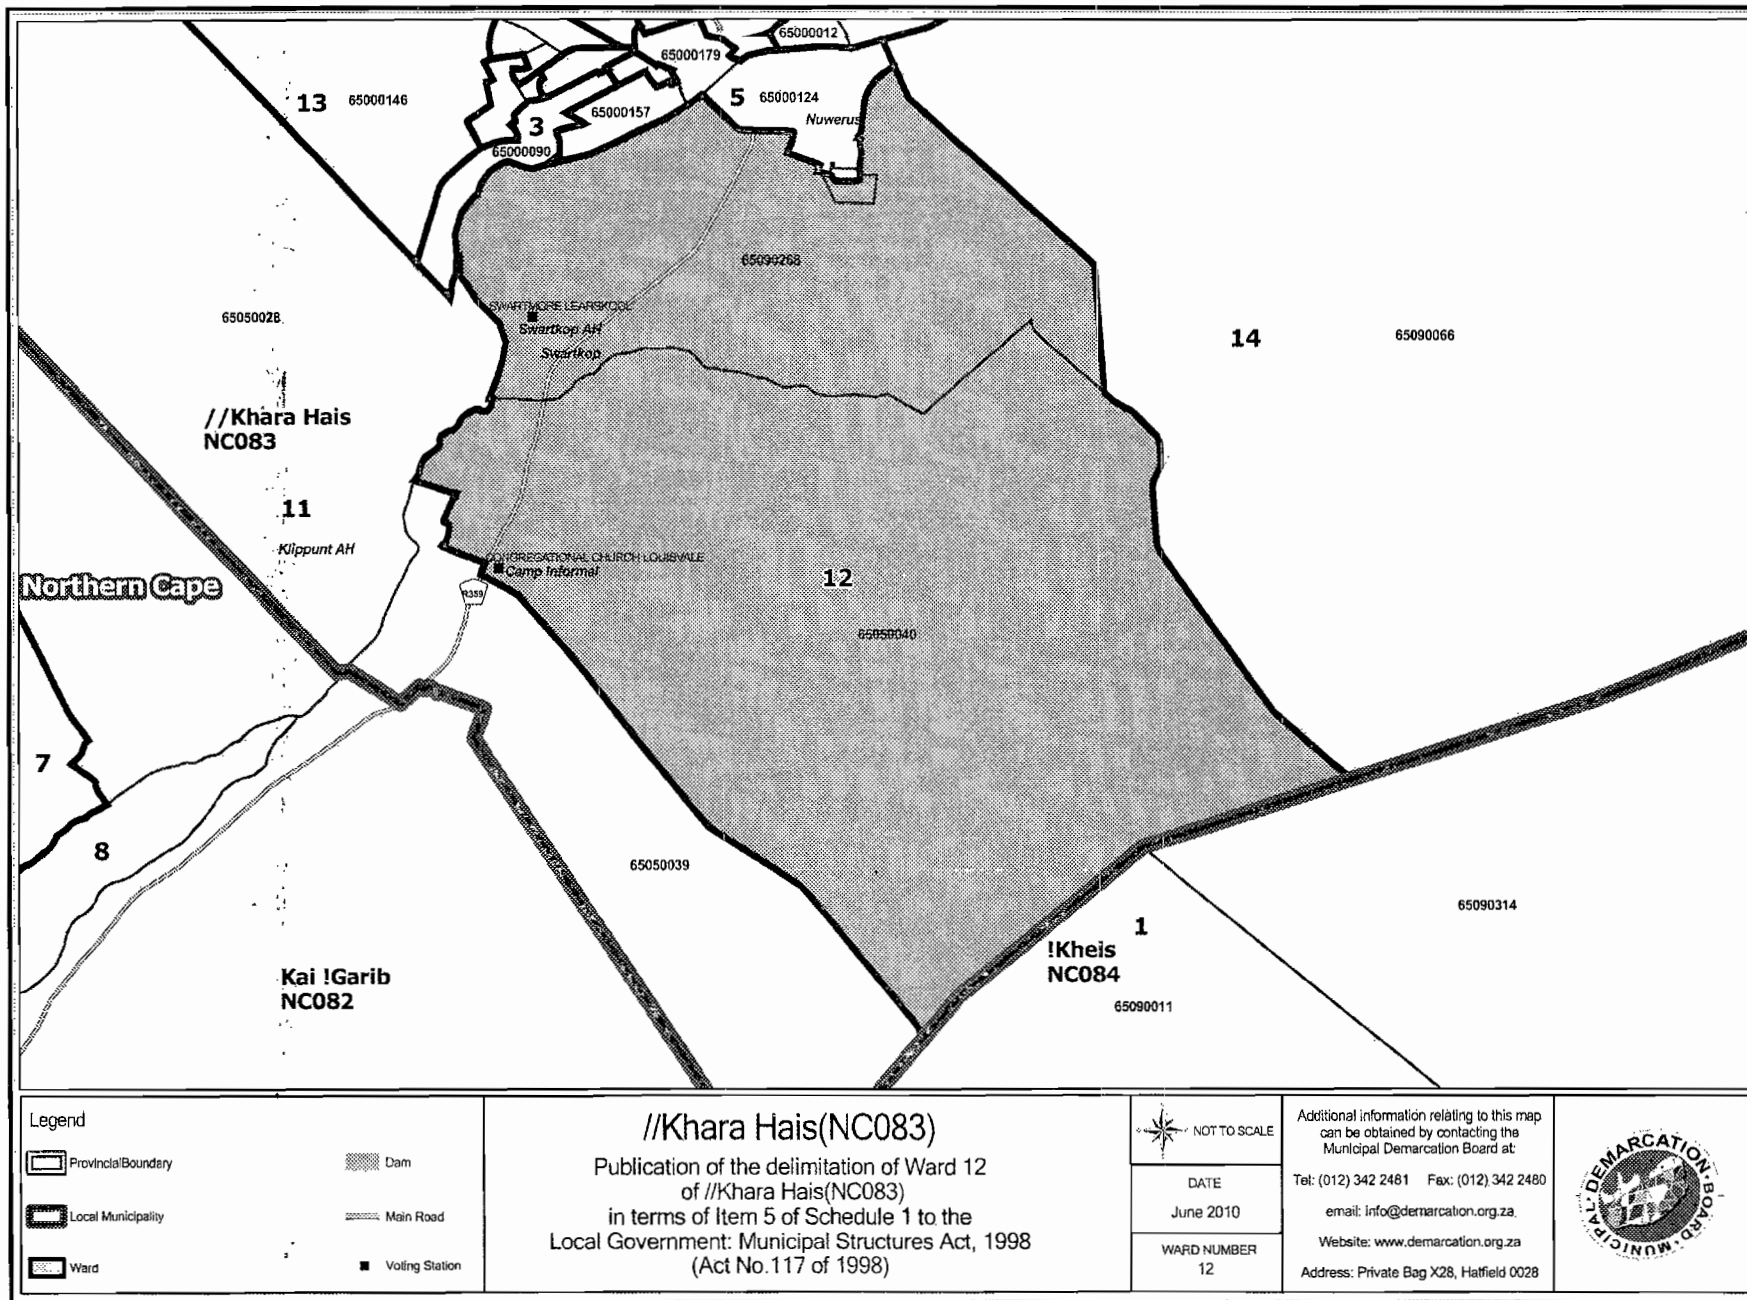 65000012
65000179
13
65000146
5
65000124
65000157
Nuwerus
3
65000090
65090268
65050028
SWARTMORE LEARSKOOL
Swartkop AH
Swartkop
14
65090066
//Khara Hais
NC083
11
Klippunt AH
CONGREGATIONAL CHURCH LOUISVALE
Camp Informal
Northern Cape
R359
12
65050040
7
8
65050039
65090314
1
!Kheis
NC084
Kai !Garib
NC082
65090011
Legend
Provincial Boundary
Dam
Local Municipality
Main Road
Ward
Voting Station
//Khara Hais(NC083)
Publication of the delimitation of Ward 12
of //Khara Hais(NC083)
in terms of Item 5 of Schedule 1 to the
Local Government: Municipal Structures Act, 1998
(Act No.117 of 1998)
NOT TO SCALE
DATE
June 2010
WARD NUMBER
12
Additional information relating to this map
can be obtained by contacting the
Municipal Demarcation Board at:
Tel: (012) 342 2481 Fax: (012) 342 2480
email: info@demarcation.org.za
Website: www.demarcation.org.za
Address: Private Bag X28, Hatfield 0028
MUNICIPAL DEMARCATION BOARD